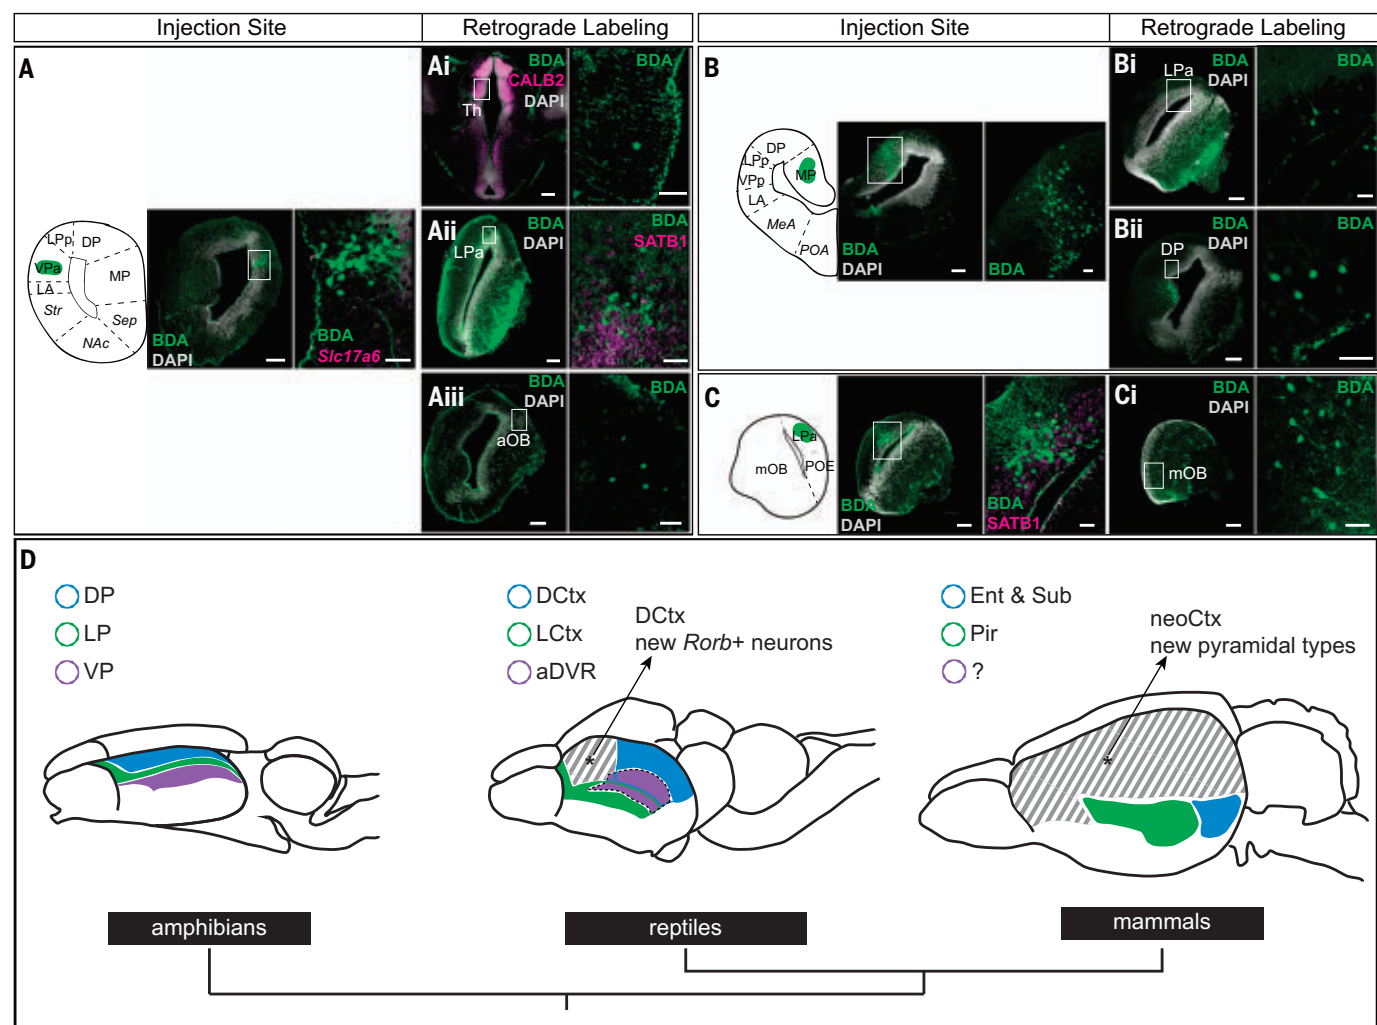 Injection Site
Retrograde Labeling
Injection Site
Retrograde Labeling
A
LPp
DP
VPa
MP
LA
Str
Sep
NAc
BDA
DAPI
BDA
Slc17a6
Ai
BDA
CALB2
DAPI
Th
BDA
Aii
BDA
DAPI
LPa
BDA
SATB1
Aiii
BDA
DAPI
aOB
BDA
B
DP
LPp
MP
VPp
LA
MeA
POA
BDA
DAPI
BDA
Bi
BDA
LPa
BDA
Bii
BDA
DP
BDA
C
LPa
mOB
POE
BDA
DAPI
BDA
SATB1
Ci
BDA
DAPI
mOB
BDA
D
DP
LP
VP
DCtx
LCtx
aDVR
DCtx
new Rorb+ neurons
*
Ent & Sub
Pir
?
neoCtx
new pyramidal types
*
amphibians
reptiles
mammals